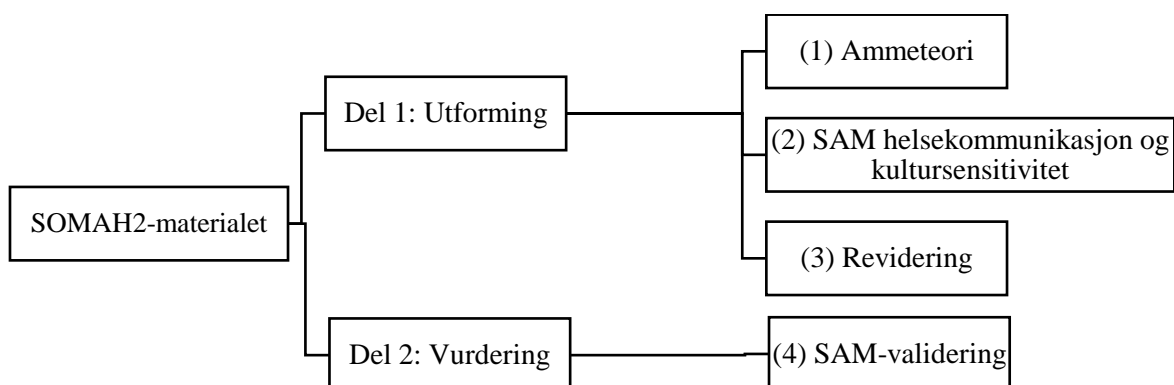 SOMAH2-materialet
Del 1: Utforming
(1) Ammeteori
(2) SAM helsekommunikasjon og
kultursensitivitet
(3) Revidering
Del 2: Vurdering
(4) SAM-validering